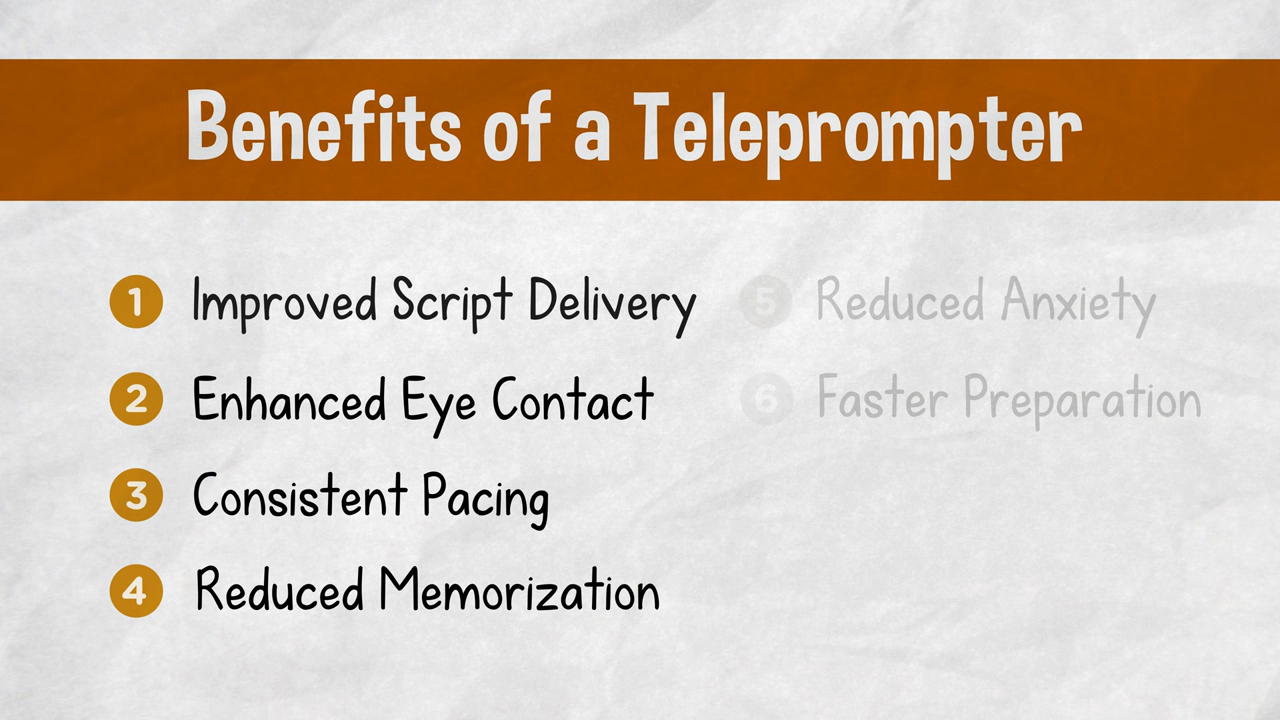 Benefits of a Teleprompter
1 Improved Script Delivery
2 Enhanced Eye Contact
3 Consistent Pacing
4 Reduced Memorization
5 Reduced Anxiety
6 Faster Preparation